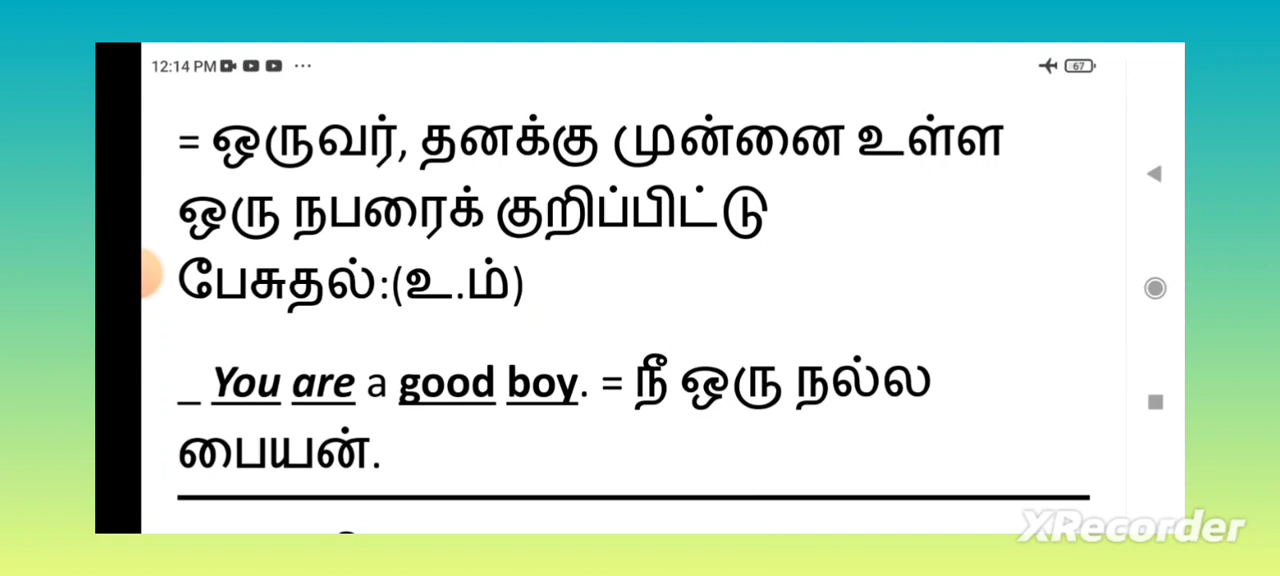 12:14 PM ... 67
= ஒருவர், தனக்கு முன்னை உள்ள
ஒரு நபரைக் குறிப்பிட்டு
பேசுதல்:(உ.ம்)
_ You are a good boy. = நீ ஒரு நல்ல
பையன்.
XRecorder